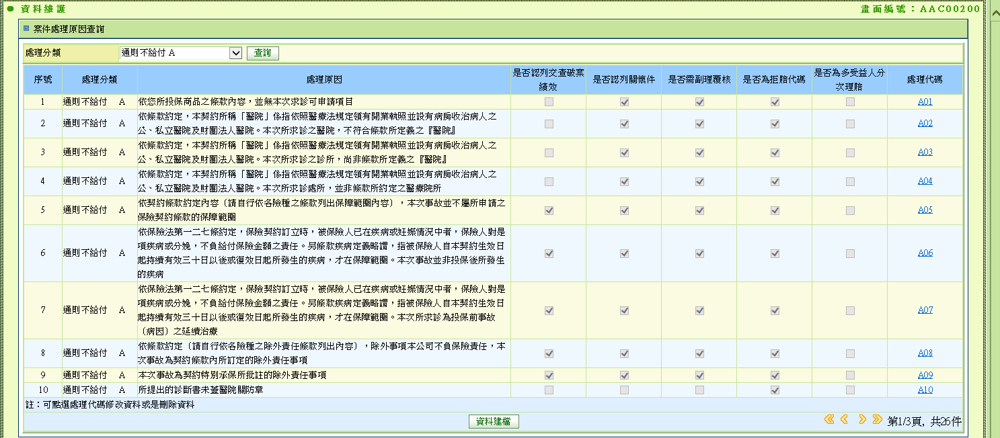 資料維護
畫面編號：AAC00200
案件處理原因查詢
處理分類 通則不給付 A 查詢
序號 處理分類 處理原因 是否認列交查破案績效 是否認列關懷件 是否需副理覆核 是否為拒賠代碼 是否為多受益人分次理賠 處理代碼
1 通則不給付 A 依您所投保商品之條款內容，並無本次求診可申請項目 A01
2 通則不給付 A 依條款約定，本契約所稱「醫院」係指依照醫療法規定領有開業執照並設有病房收治病人之
公、私立醫院及財團法人醫院。本次所求診之醫院，不符合條款所定義之『醫院』 A02
3 通則不給付 A 依條款約定，本契約所稱「醫院」係指依照醫療法規定領有開業執照並設有病房收治病人之
公、私立醫院及財團法人醫院。本次所求診之診所，尚非條款所定義之『醫院』 A03
4 通則不給付 A 依條款約定，本契約所稱「醫院」係指依照醫療法規定領有開業執照並設有病房收治病人之
公、私立醫院及財團法人醫院。本次所求診處所，並非條款所約定之醫療院所 A04
5 通則不給付 A 依契約條款約定內容〔請自行依各險種之條款列出保障範圍內容〕，本次事故並不屬所申請之
保險契約條款的保障範圍 A05
6 通則不給付 A 依保險法第一二七條約定，保險契約訂立時，被保險人已在疾病或妊娠情況中者，保險人對是
項疾病或分娩，不負給付保險金額之責任。另條款疾病定義略謂，指被保險人自本契約生效日
起持續有效三十日以後或復效日起所發生的疾病，才在保障範圍。本次事故並非投保後所發生
的疾病 A06
7 通則不給付 A 依保險法第一二七條約定，保險契約訂立時，被保險人已在疾病或妊娠情況中者，保險人對是
項疾病或分娩，不負給付保險金額之責任。另條款疾病定義略謂，指被保險人自本契約生效日
起持續有效三十日以後或復效日起所發生的疾病，才在保障範圍。本次所求診為投保前事故
〔病因〕之延續治療 A07
8 通則不給付 A 依條款約定〔請自行依各險種之除外責任條款列出內容〕，除外事項本公司不負保險責任，本
次事故為契約條款內所訂定的除外責任事項 A08
9 通則不給付 A 本次事故為契約特別承保所批註的除外責任事項 A09
10 通則不給付 A 所提出的診斷書未蓋醫院關防章 A10
註：可點選處理代碼修改資料或是刪除資料
資料建檔
第1/3頁, 共26件